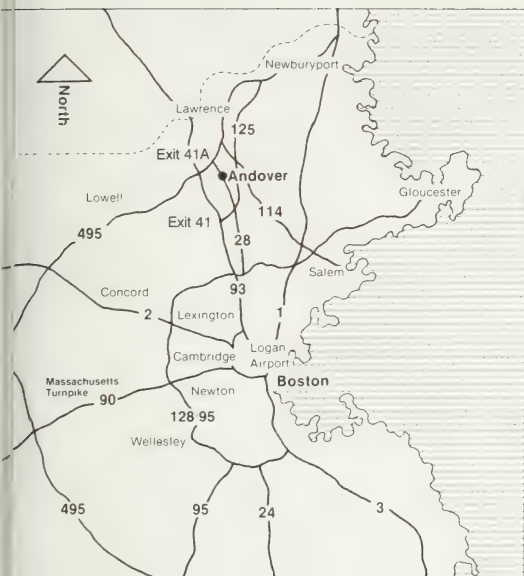 Newburyport
North
Lawrence
125
Exit 41A
Andover
Lowell
Gloucester
Exit 41
114
495
28
Salem
93
Concord
Lexington
1
2
Logan
Airport
Cambridge
Boston
Massachusetts
Turnpike
90
Newton
128 95
Wellesley
495
95
24
3